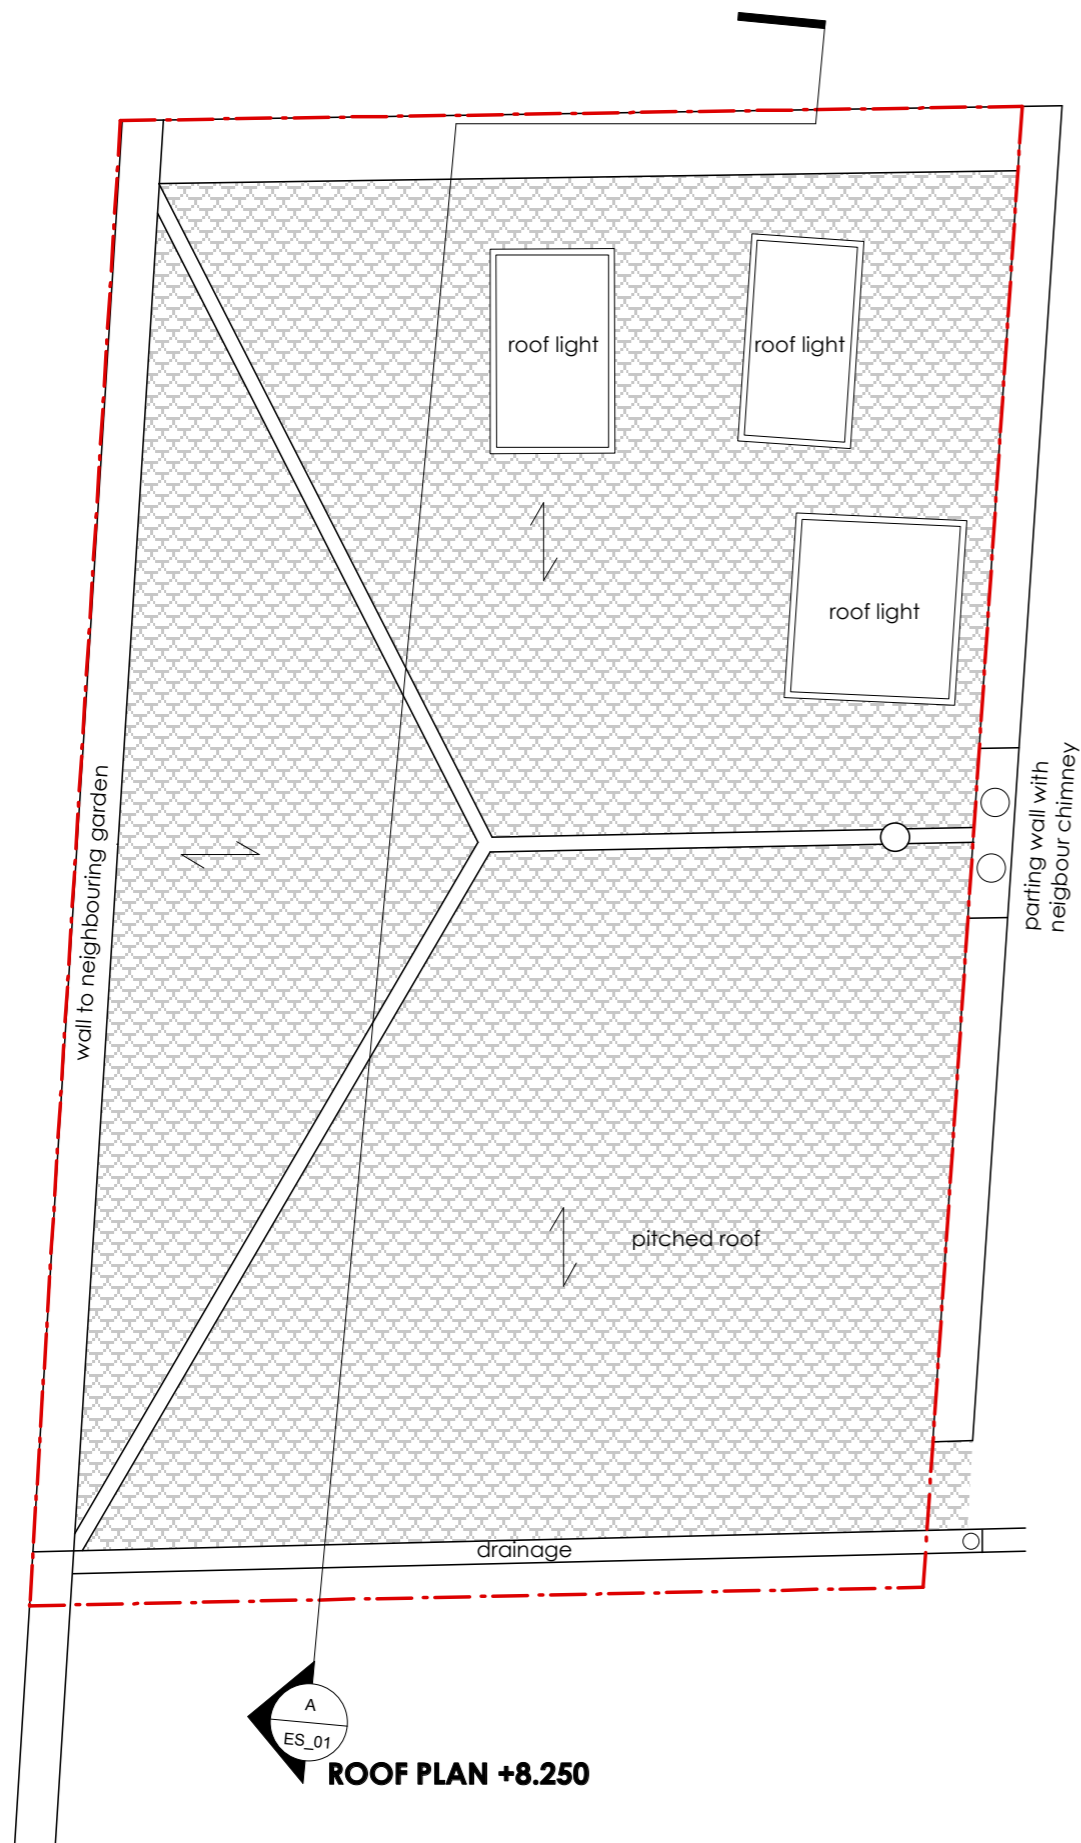 roof light
roof light
roof light
wall to neighbouring garden
parting wall with
neigbour chimney
pitched roof
drainage
A
ES_01
ROOF PLAN +8.250